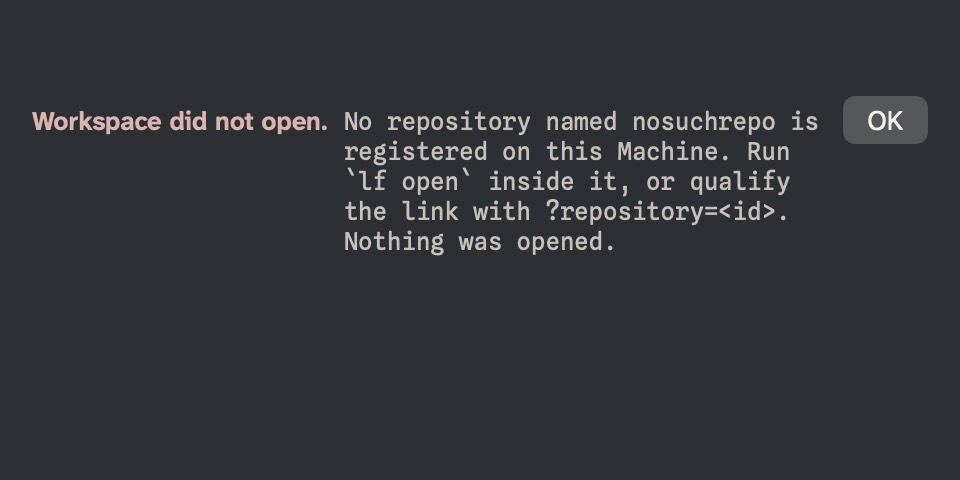 Workspace did not open. No repository named nosuchrepo is OK
registered on this Machine. Run
`lf open` inside it, or qualify
the link with ?repository=<id>.
Nothing was opened.